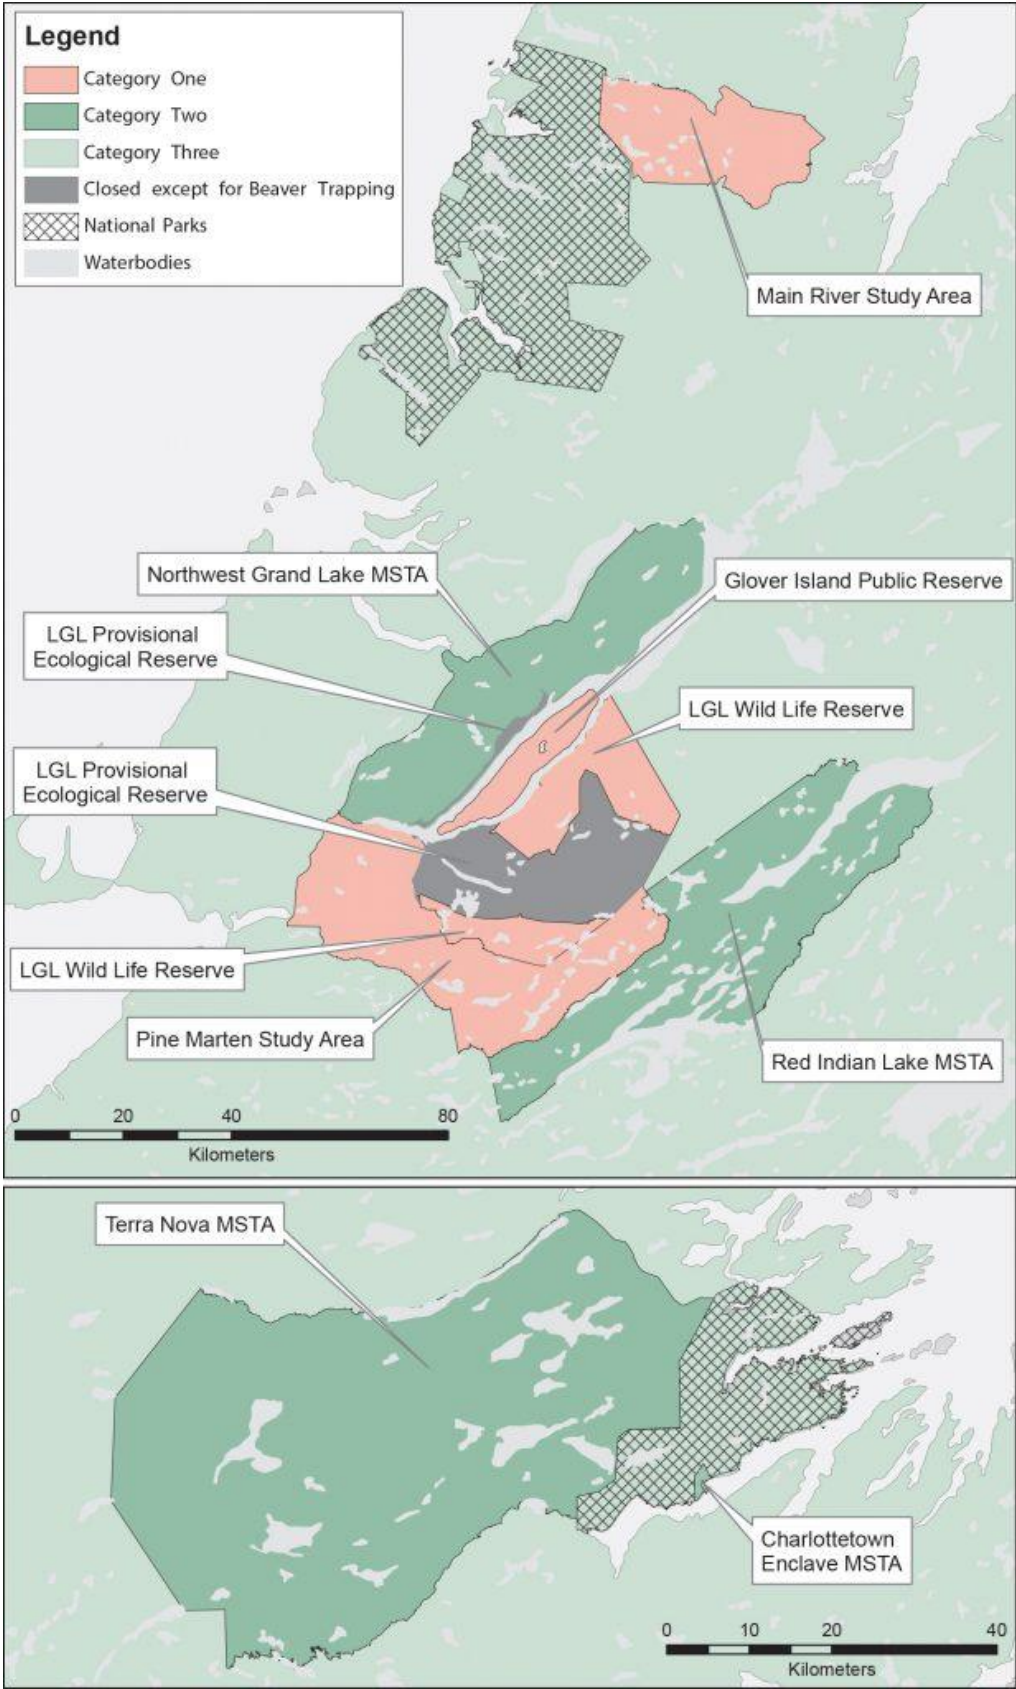 Legend
Category One
Category Two
Category Three
Closed except for Beaver Trapping
National Parks
Waterbodies
Main River Study Area
Northwest Grand Lake MSTA
Glover Island Public Reserve
LGL Provisional
Ecological Reserve
LGL Wild Life Reserve
LGL Provisional
Ecological Reserve
LGL Wild Life Reserve
Pine Marten Study Area
Red Indian Lake MSTA
0 20 40 80
Kilometers
Terra Nova MSTA
Charlottetown
Enclave MSTA
0 10 20 40
Kilometers